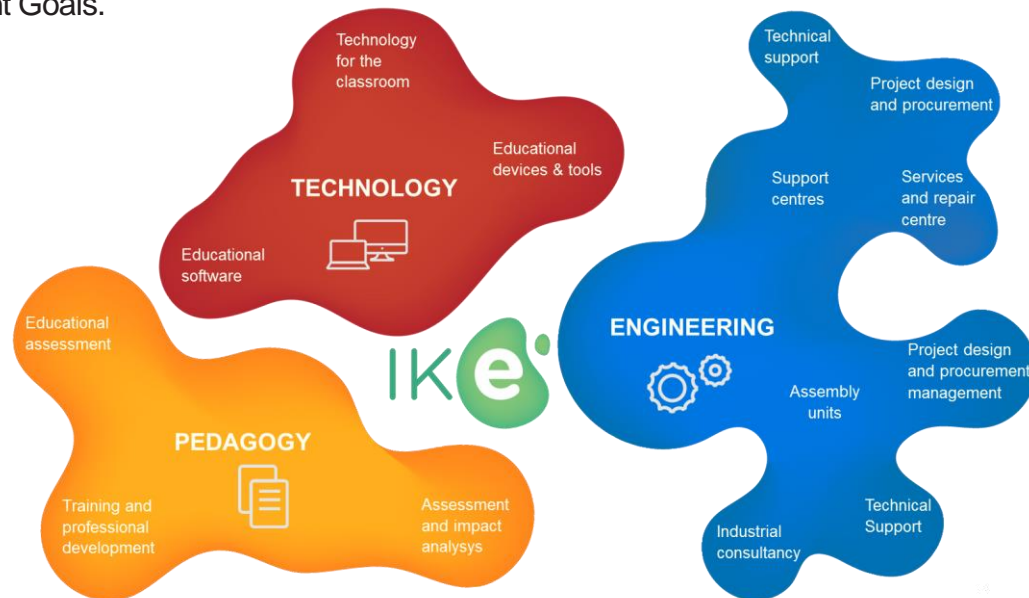 nt Goals.
Technology
for the
classroom
Educational
devices & tools
TECHNOLOGY
Educational
software
Educational
assessment
PEDAGOGY
Training and
professional
development
Assessment
and impact
analysys
IKe
Technical
support
Project design
and procurement
Support
centres
Services
and repair
centre
ENGINEERING
Project design
and procurement
management
Assembly
units
Technical
Support
Industrial
consultancy